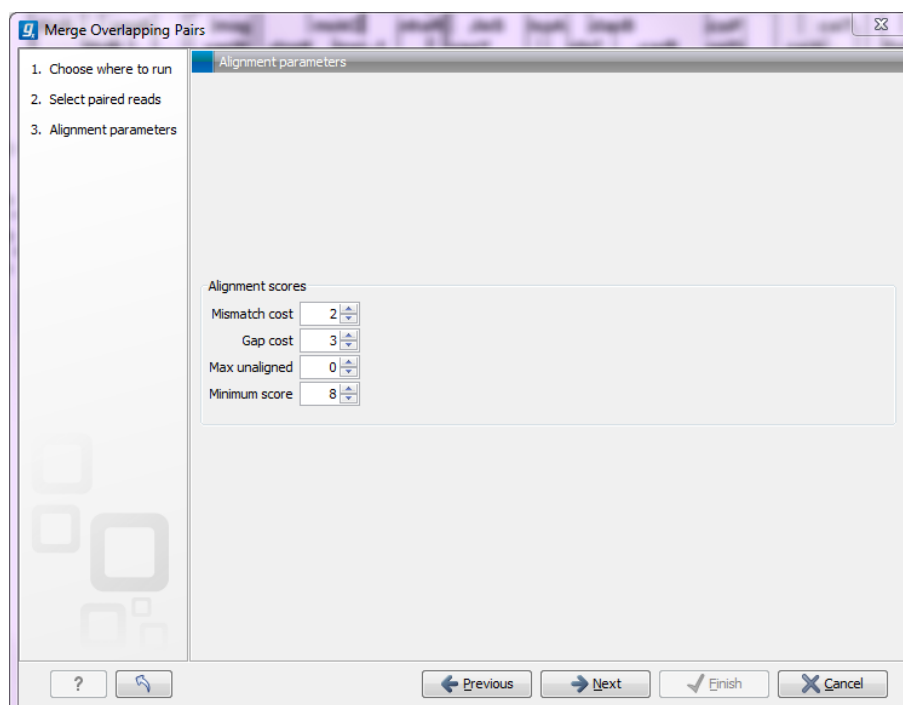 Merge Overlapping Pairs
1. Choose where to run
2. Select paired reads
3. Alignment parameters
Alignment parameters
Alignment scores
Mismatch cost 2
Gap cost 3
Max unaligned 0
Minimum score 8
?
Previous
Next
Finish
Cancel